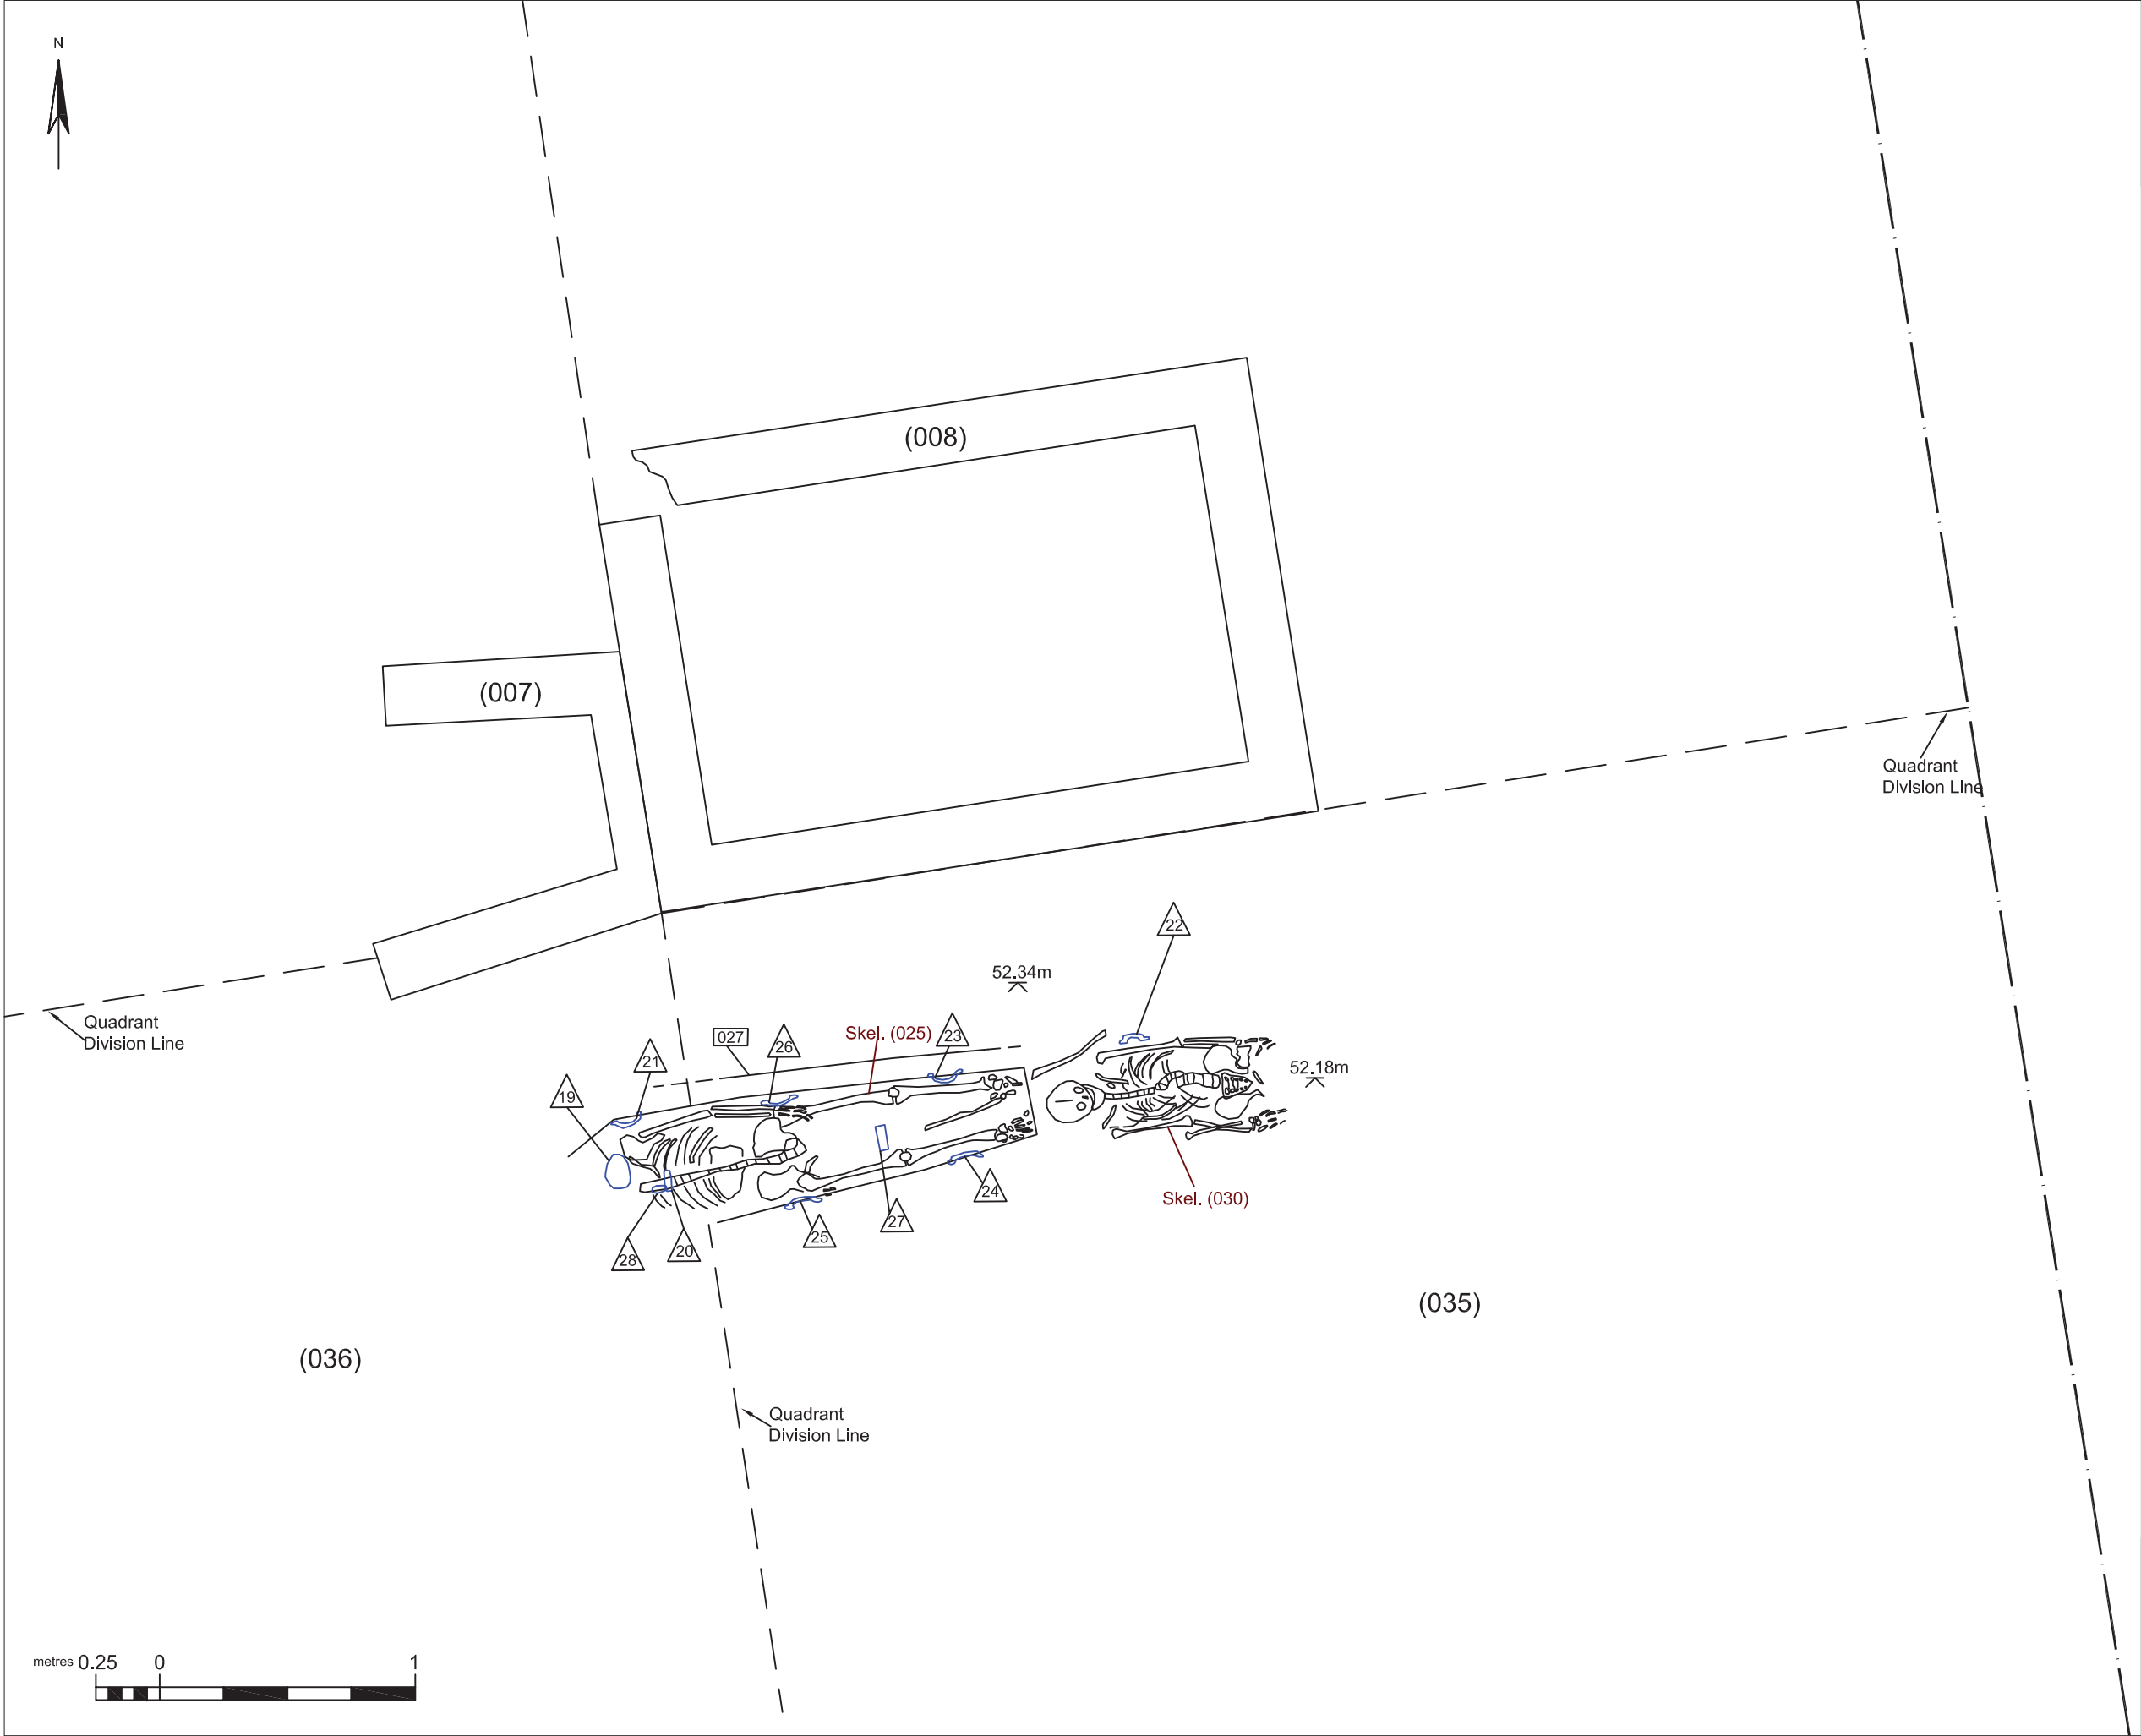 N
(008)
(007)
Quadrant
Division Line
22
52.34m
Quadrant
Division Line
027
Skel. (025)
23
26
21
52.18m
19
Skel. (030)
24
27
25
20
28
(035)
(036)
Quadrant
Division Line
metres 0.25 0 1